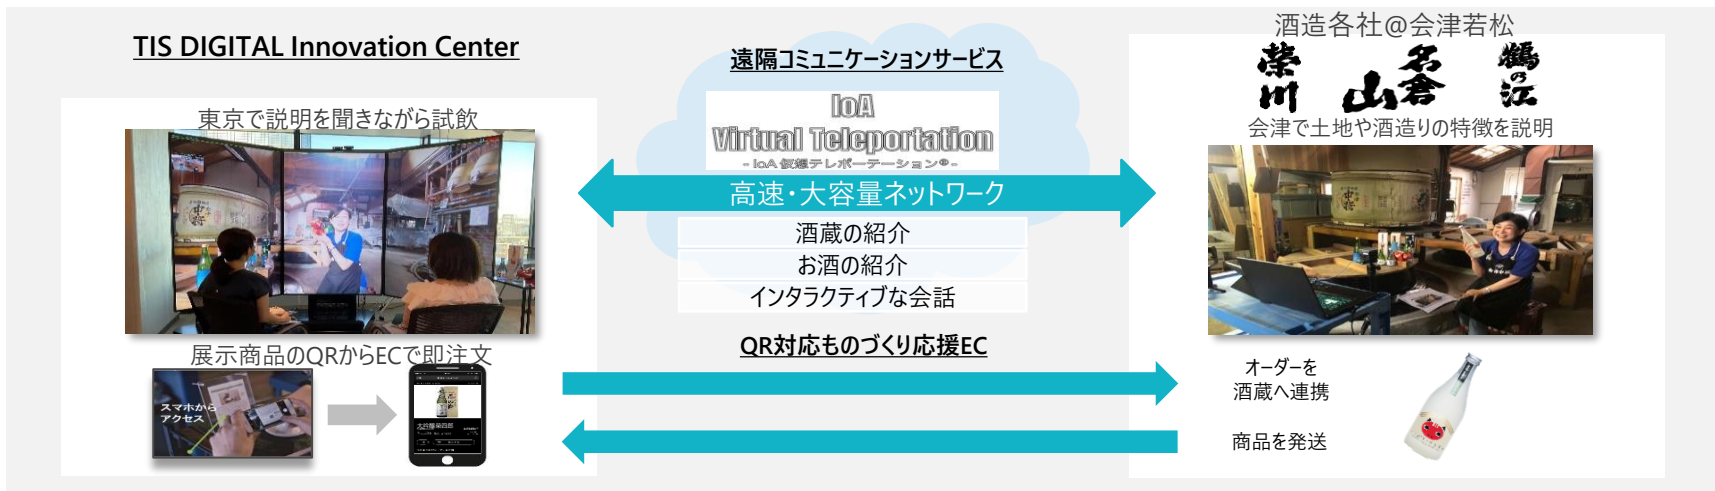 TIS DIGITAL Innovation Center
東京で説明を聞きながら試飲
展示商品のQRからECで即注文
スマホから
アクセス
遠隔コミュニケーションサービス
IoA
Virtual Teleportation
- IoA 仮想テレポーテーション® -
高速・大容量ネットワーク
酒蔵の紹介
お酒の紹介
インタラクティブな会話
QR対応ものづくり応援EC
酒造各社@会津若松
榮川
名倉山
鶴の江
会津で土地や酒造りの特徴を説明
オーダーを
酒蔵へ連携
商品を発送